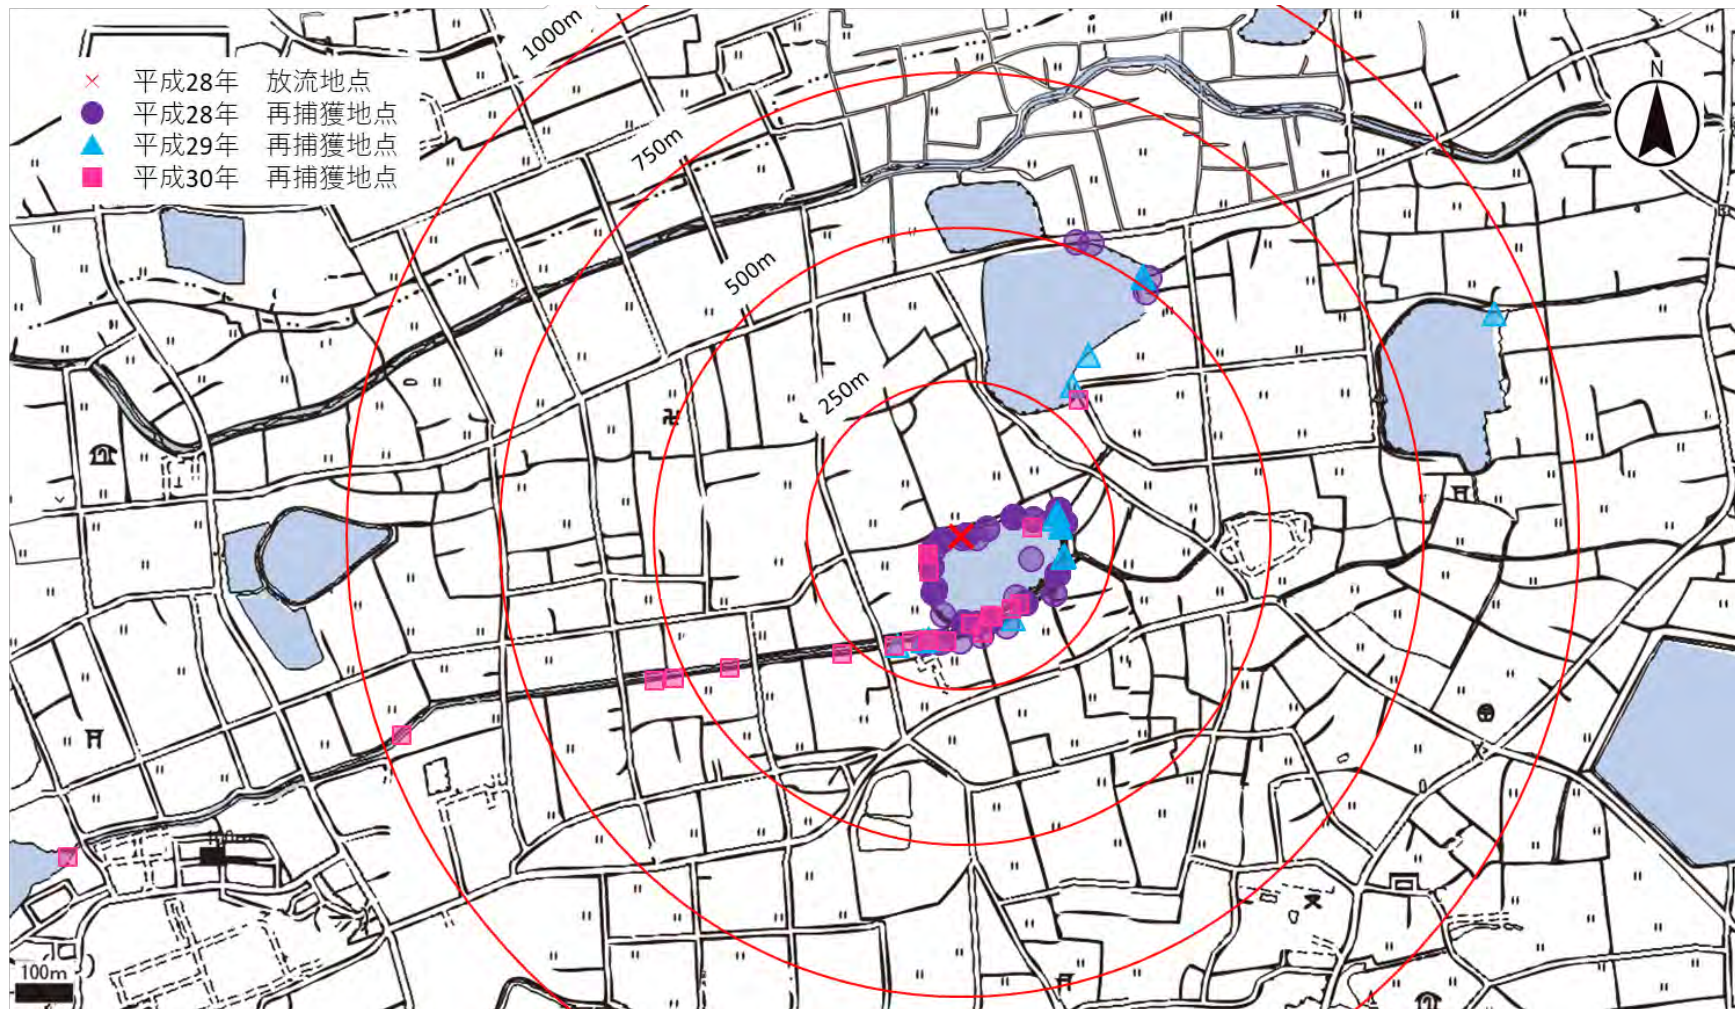 1000m
× 平成28年 放流地点
平成28年 再捕獲地点
平成29年 再捕獲地点
平成30年 再捕獲地点
N
750m
500m
250m
卍
100m